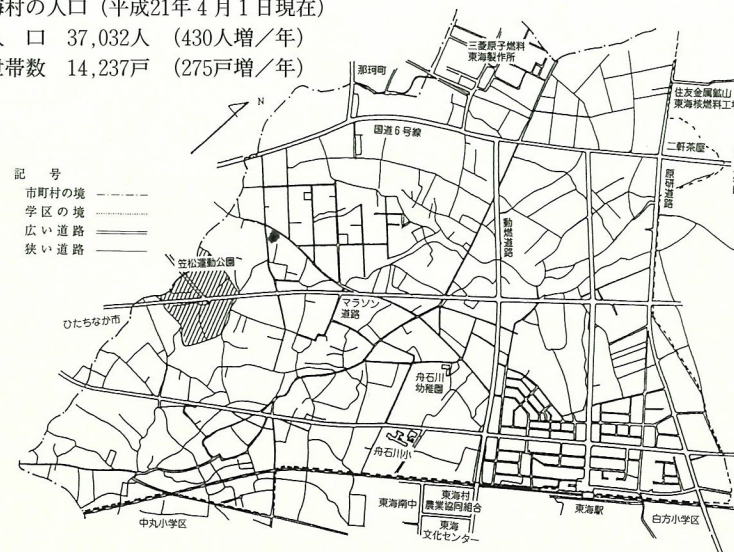 村の人口(平成21年4月1日現在)
口 37,032人 (430人増/年)
帯数 14,237戸 (275戸増/年)
三菱原子燃料
東海製作所
那珂町
住友金属鉱山
東海核燃料工
N
国道6号線
二軒茶屋
原研道路
記 号
市町村の境
学区の境
広い道路
狭い道路
動燃道路
笠松運動公園
マラソン
道路
ひたちなか市
舟石川
幼稚園
舟石川小
東海南中
東海村
農業協同組合
東海
文化センター
東海駅
中丸小学区
白方小学区